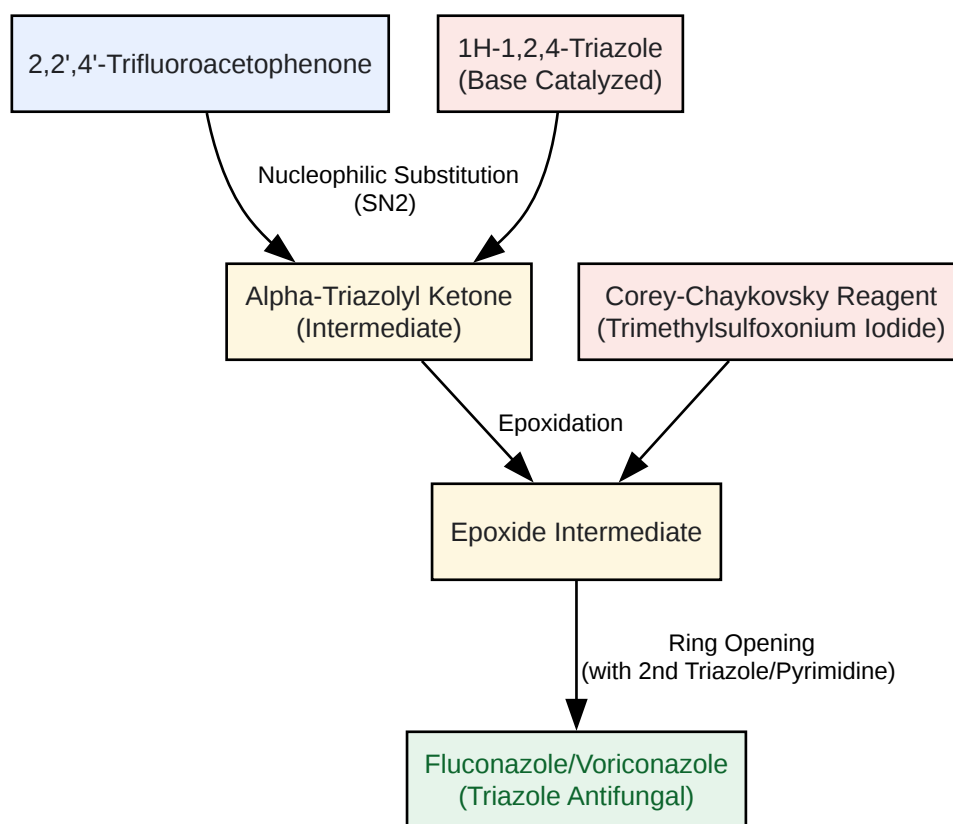 2,2',4'-Trifluoroacetophenone
1H-1,2,4-Triazole
(Base Catalyzed)
Nucleophilic Substitution
(SN2)
Alpha-Triazolyl Ketone
(Intermediate)
Corey-Chaykovsky Reagent
(Trimethylsulfoxonium Iodide)
Epoxidation
Epoxide Intermediate
Ring Opening
(with 2nd Triazole/Pyrimidine)
Fluconazole/Voriconazole
(Triazole Antifungal)